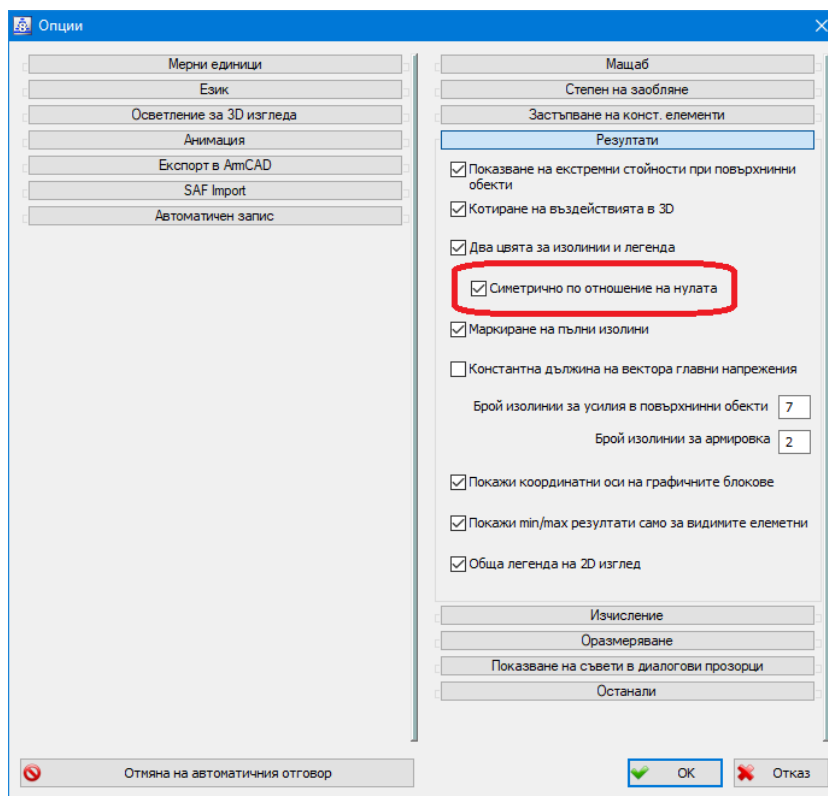 Опции
Мерни единици
Език
Осветление за 3D изгледа
Анимация
Експорт в ArmCAD
SAF Import
Автоматичен запис
Мащаб
Степен на заобляне
Застъпване на конст. елементи
Резултати
Показване на екстремни стойности при повърхнинни
обекти
Котиране на въздействията в 3D
Два цвята за изолинии и легенда
Симетрично по отношение на нулата
Маркиране на пълни изолини
Константна дължина на вектора главни напрежения
Брой изолинии за усилия в повърхнинни обекти 7
Брой изолинии за армировка 2
Покажи координатни оси на графичните блокове
Покажи min/max резултати само за видимите елеметни
Обща легенда на 2D изглед
Изчисление
Оразмеряване
Показване на съвети в диалогови прозорци
Останали
Отмяна на автоматичния отговор
OK
Отказ